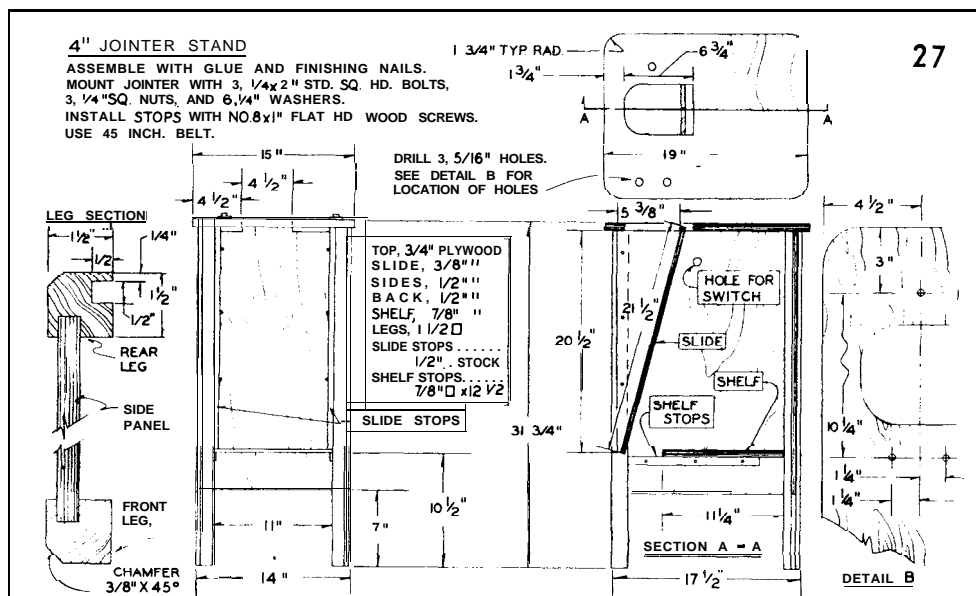 4" JOINTER STAND
ASSEMBLE WITH GLUE AND FINISHING NAILS.
MOUNT JOINTER WITH 3, 1/4x2" STD. SQ. HD. BOLTS,
3, 1/4"SQ. NUTS, AND 6, 1/4" WASHERS.
INSTALL STOPS WITH NO.8x1" FLAT HD WOOD SCREWS.
USE 45 INCH. BELT.
1 3/4" TYP. RAD.
6 3/4"
1 3/4"
27
A
A
19"
DRILL 3, 5/16" HOLES.
SEE DETAIL B FOR
LOCATION OF HOLES
15"
4 1/2"
4 1/2"
LEG SECTION
1 1/2"
1/4"
1/2
1 1/2"
1/2"
REAR
LEG
SIDE
PANEL
FRONT
LEG,
CHAMFER
3/8" X 45°
TOP, 3/4" PLYWOOD
SLIDE, 3/8" "
SIDES, 1/2" "
BACK, 1/2" "
SHELF, 7/8" "
LEGS, 1 1/2 □
SLIDE STOPS ......
1/2" .. STOCK
SHELF STOPS......
7/8" □ x12 1/2
SLIDE STOPS
11"
7"
10 1/2"
14"
31 3/4"
20 1/2"
5 3/8"
21 1/2"
HOLE FOR
SWITCH
SLIDE
SHELF
SHELF
STOPS
11 1/4"
SECTION A - A
17 1/2"
4 1/2"
3"
10 1/4"
1 1/4"
1 1/4"
DETAIL B